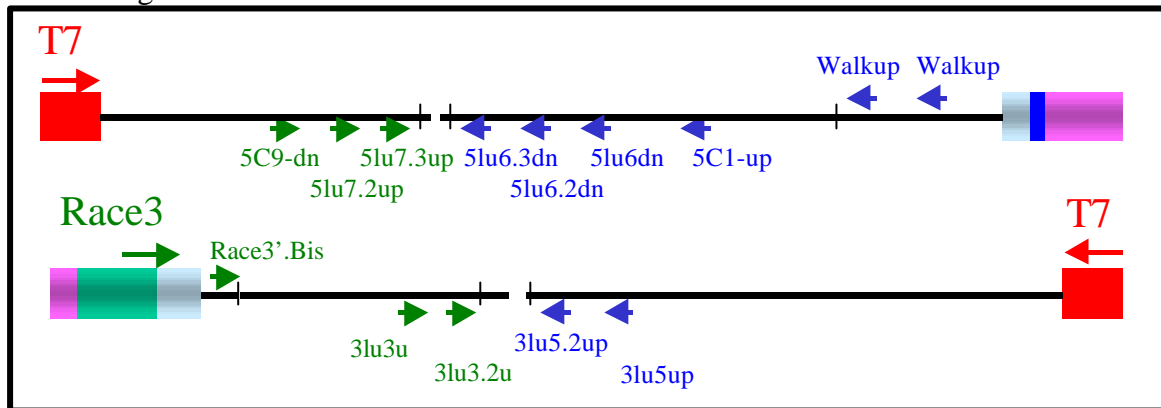 T7
Walkup Walkup
5C9-dn 5lu7.3up 5lu6.3dn 5lu6dn 5C1-up
5lu7.2up 5lu6.2dn
Race3 T7
Race3’.Bis
3lu3u 3lu5.2up
3lu3.2u 3lu5up